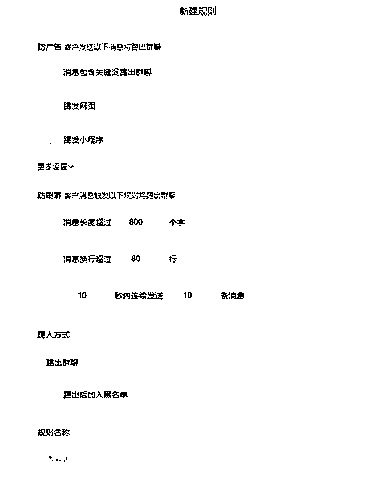 新建规则
防广告 客户发送以下消息将踢出群聊
消息包含关键词踢出群聊
踢发网页
踢发小程序
更多设置
防刷屏 客户消息触发以下规则将踢出群聊
消息长度超过 800 个字
消息换行超过 80 行
10 秒内连续发送 10 条消息
踢人方式
踢出群聊
踢出后加入黑名单
规则名称